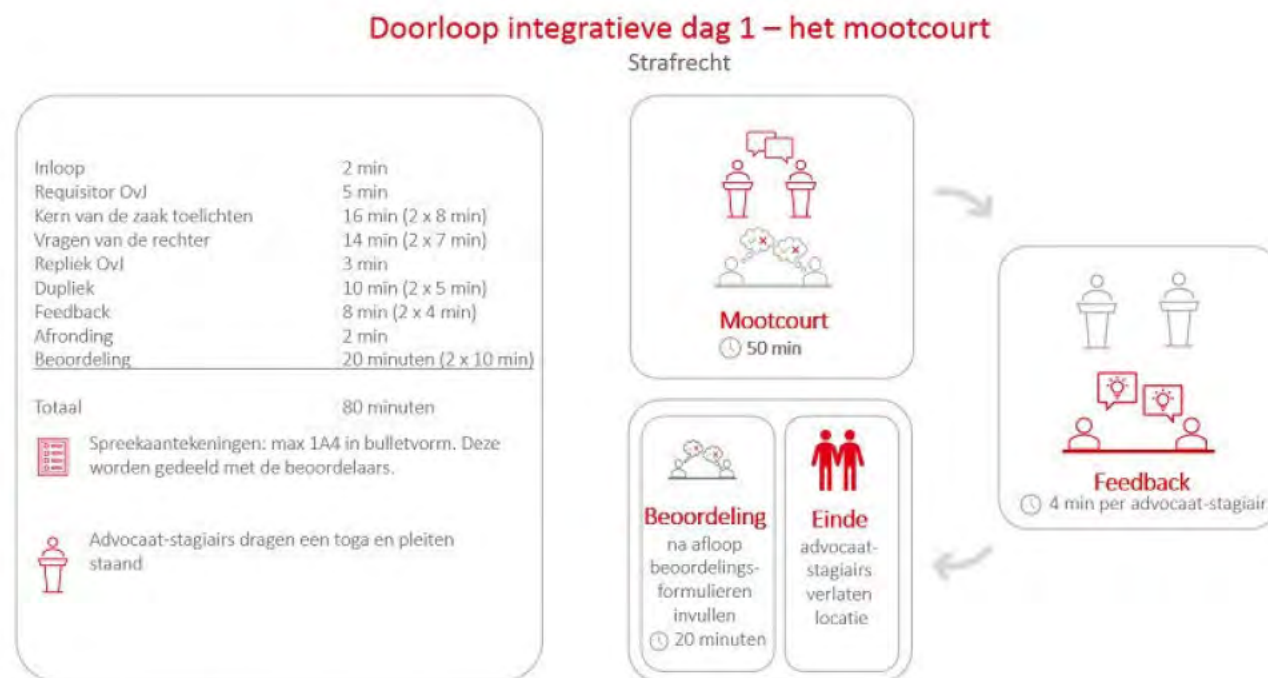 Doorloop integratieve dag 1 – het mootcourt
Strafrecht
Inloop 2 min
Requisitor OvJ 5 min
Kern van de zaak toelichten 16 min (2 x 8 min)
Vragen van de rechter 14 min (2 x 7 min)
Repliek OvJ 3 min
Dupliek 10 min (2 x 5 min)
Feedback 8 min (2 x 4 min)
Afronding 2 min
Beoordeling 20 minuten (2 x 10 min)
Totaal 80 minuten
Spreekaantekeningen: max 1A4 in bulletvorm. Deze
worden gedeeld met de beoordelaars.
Advocaat-stagiairs dragen een toga en pleiten
staand
Mootcourt
50 min
Feedback
4 min per advocaat-stagiair
Beoordeling
na afloop
beoordelings-
formulieren
invullen
20 minuten
Einde
advocaat-
stagiairs
verlaten
locatie